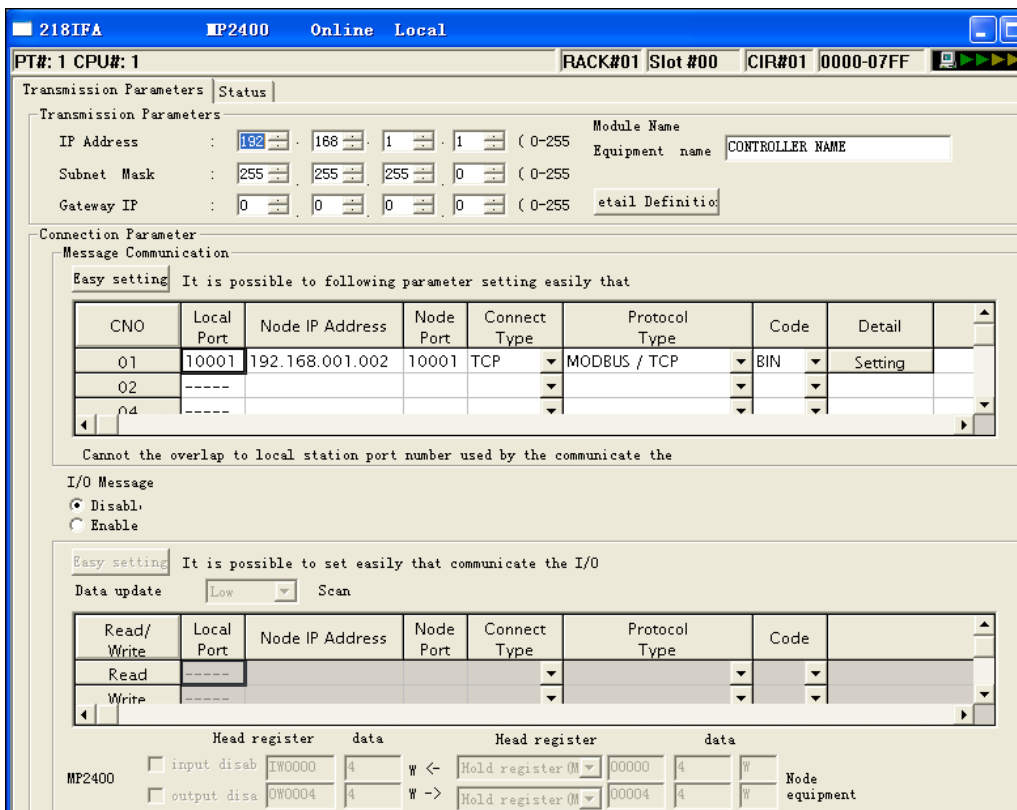 218IFA MP2400 Online Local
PT#: 1 CPU#: 1 RACK#01 Slot #00 CIR#01 0000-07FF
Transmission Parameters Status
Transmission Parameters
IP Address : 192 . 168 . 1 . 1 ( 0-255
Module Name
Equipment name CONTROLLER NAME
Subnet Mask : 255 . 255 . 255 . 0 ( 0-255
Gateway IP : 0 . 0 . 0 . 0 ( 0-255
etail Definitio
Connection Parameter
Message Communication
Easy setting It is possible to following parameter setting easily that
CNO Local Port Node IP Address Node Port Connect Type Protocol Type Code Detail
01 10001 192.168.001.002 10001 TCP MODBUS / TCP BIN Setting
02 -----
04 -----
Cannot the overlap to local station port number used by the communicate the
I/O Message
Disabl
Enable
Easy setting It is possible to set easily that communicate the I/O
Data update Low Scan
Read/ Write Local Port Node IP Address Node Port Connect Type Protocol Type Code
Read -----
Write -----
Head register data Head register data
MP2400
input disab IW0000 4 W <- Hold register(M 00000 4 W
output disa OW0004 4 W -> Hold register(M 00004 4 W
Node
equipment